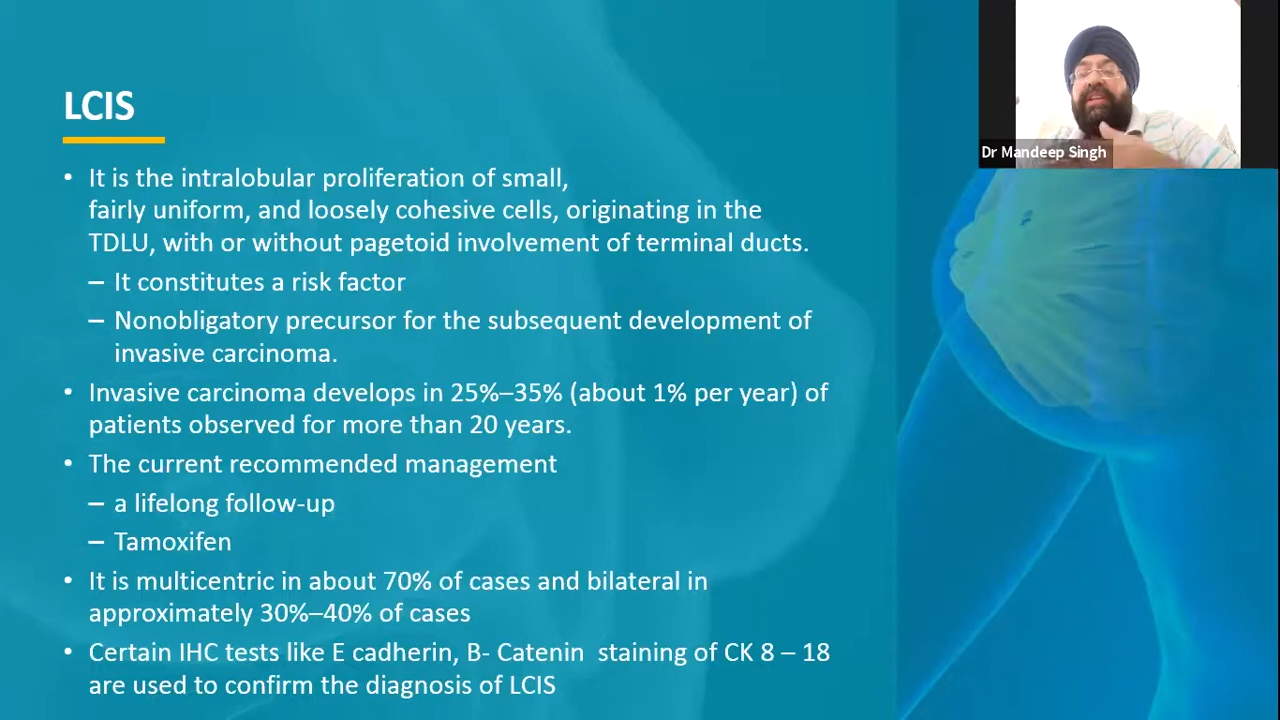 LCIS
• It is the intralobular proliferation of small,
fairly uniform, and loosely cohesive cells, originating in the
TDLU, with or without pagetoid involvement of terminal ducts.
– It constitutes a risk factor
– Nonobligatory precursor for the subsequent development of
invasive carcinoma.
• Invasive carcinoma develops in 25%–35% (about 1% per year) of
patients observed for more than 20 years.
• The current recommended management
– a lifelong follow-up
– Tamoxifen
• It is multicentric in about 70% of cases and bilateral in
approximately 30%–40% of cases
• Certain IHC tests like E cadherin, B- Catenin  staining of CK 8 – 18
are used to confirm the diagnosis of LCIS
Dr Mandeep Singh